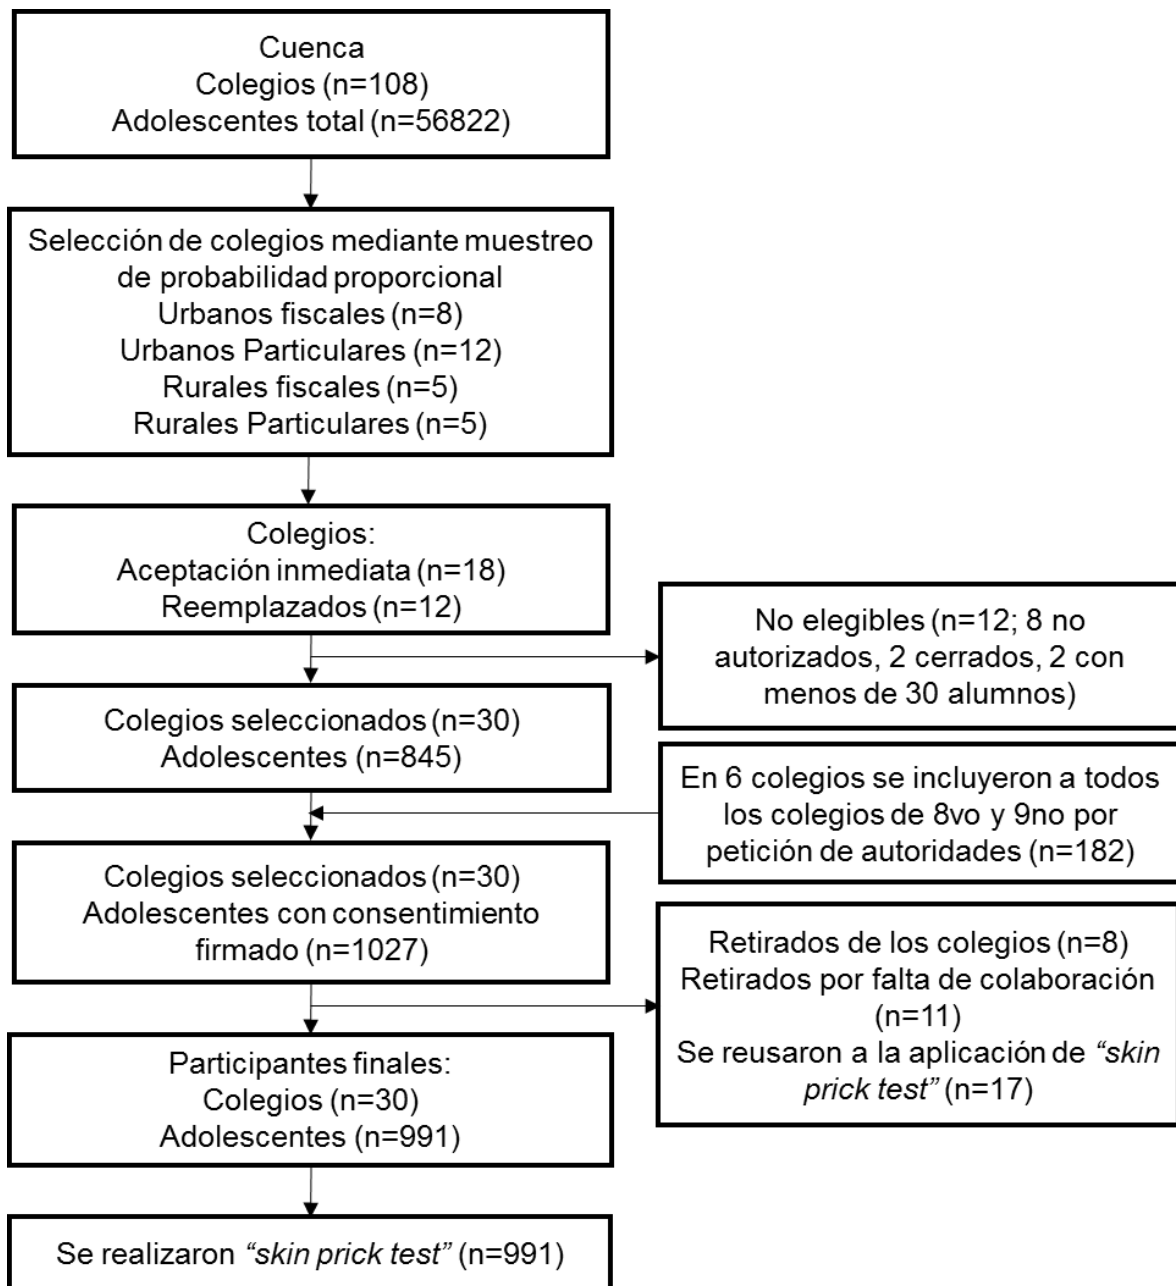 Cuenca
Colegios (n=108)
Adolescentes total (n=56822)
Selección de colegios mediante muestreo
de probabilidad proporcional
Urbanos fiscales (n=8)
Urbanos Particulares (n=12)
Rurales fiscales (n=5)
Rurales Particulares (n=5)
Colegios:
Aceptación inmediata (n=18)
Reemplazados (n=12)
No elegibles (n=12; 8 no
autorizados, 2 cerrados, 2 con
menos de 30 alumnos)
Colegios seleccionados (n=30)
Adolescentes (n=845)
En 6 colegios se incluyeron a todos
los colegios de 8vo y 9no por
petición de autoridades (n=182)
Colegios seleccionados (n=30)
Adolescentes con consentimiento
firmado (n=1027)
Retirados de los colegios (n=8)
Retirados por falta de colaboración
(n=11)
Se reusaron a la aplicación de “skin
prick test” (n=17)
Participantes finales:
Colegios (n=30)
Adolescentes (n=991)
Se realizaron “skin prick test” (n=991)